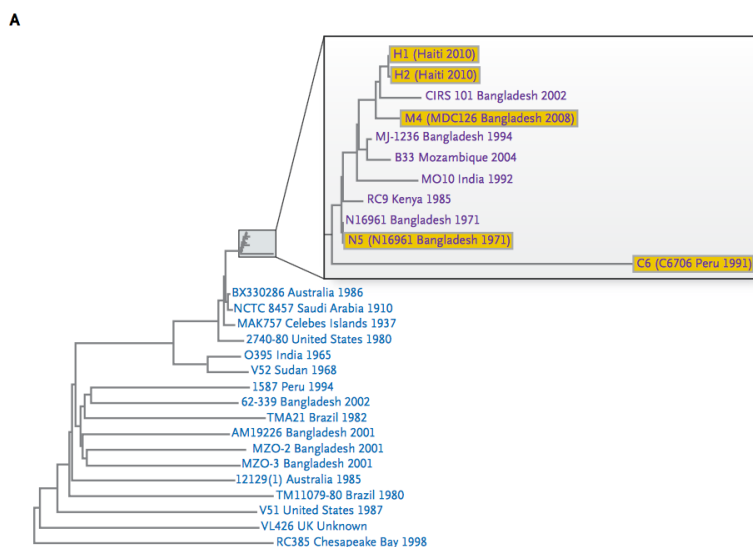 A
H1 (Haiti 2010)
H2 (Haiti 2010)
CIRS 101 Bangladesh 2002
M4 (MDC126 Bangladesh 2008)
MJ-1236 Bangladesh 1994
B33 Mozambique 2004
MO10 India 1992
RC9 Kenya 1985
N16961 Bangladesh 1971
N5 (N16961 Bangladesh 1971)
C6 (C6706 Peru 1991)
BX330286 Australia 1986
NCTC 8457 Saudi Arabia 1910
MAK757 Celebes Islands 1937
2740-80 United States 1980
O395 India 1965
V52 Sudan 1968
1587 Peru 1994
62-339 Bangladesh 2002
TMA21 Brazil 1982
AM19226 Bangladesh 2001
MZO-2 Bangladesh 2001
MZO-3 Bangladesh 2001
12129(1) Australia 1985
TM11079-80 Brazil 1980
V51 United States 1987
VL426 UK Unknown
RC385 Chesapeake Bay 1998